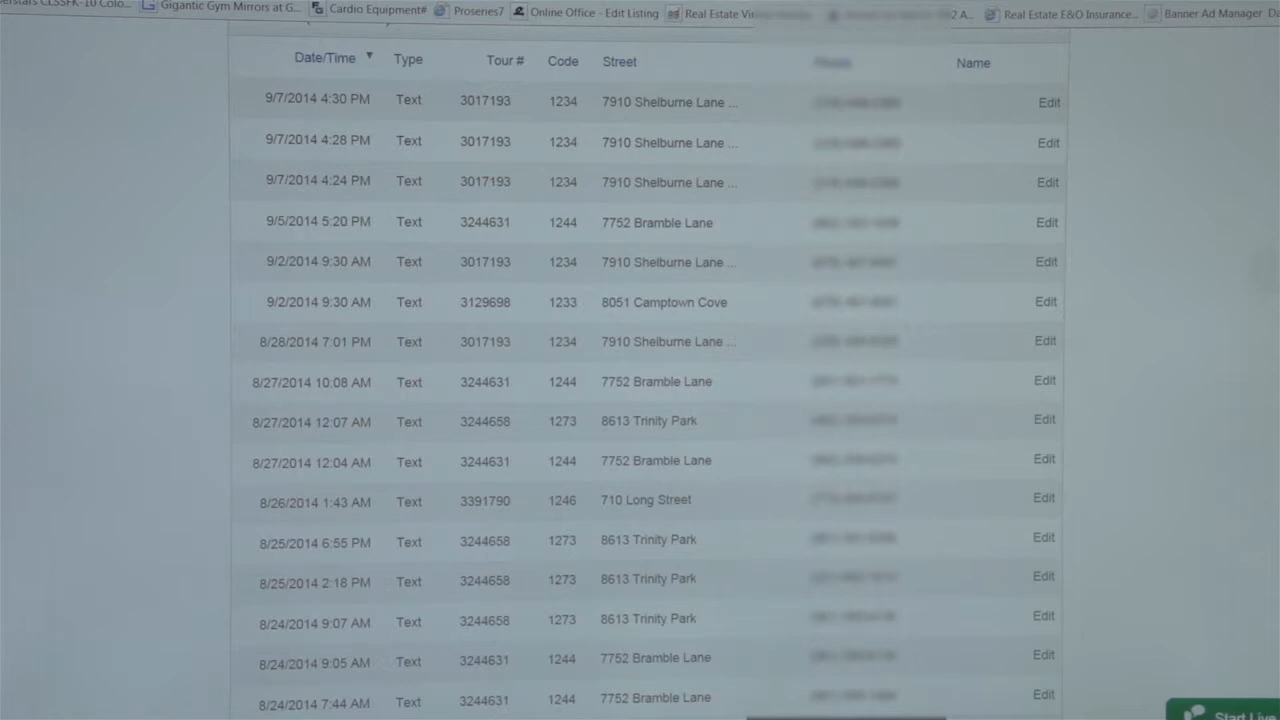 erstars CLSSFK-10 Colo... Gigantic Gym Mirrors at G... Cardio Equipment# Proseries7 Online Office - Edit Listing Real Estate Vir 2 A... Real Estate E&O Insurance... Banner Ad Manager Da
Date/Time ▼ Type Tour # Code Street Name
9/7/2014 4:30 PM Text 3017193 1234 7910 Shelburne Lane ... Edit
9/7/2014 4:28 PM Text 3017193 1234 7910 Shelburne Lane ... Edit
9/7/2014 4:24 PM Text 3017193 1234 7910 Shelburne Lane ... Edit
9/5/2014 5:20 PM Text 3244631 1244 7752 Bramble Lane Edit
9/2/2014 9:30 AM Text 3017193 1234 7910 Shelburne Lane ... Edit
9/2/2014 9:30 AM Text 3129698 1233 8051 Camptown Cove Edit
8/28/2014 7:01 PM Text 3017193 1234 7910 Shelburne Lane ... Edit
8/27/2014 10:08 AM Text 3244631 1244 7752 Bramble Lane Edit
8/27/2014 12:07 AM Text 3244658 1273 8613 Trinity Park Edit
8/27/2014 12:04 AM Text 3244631 1244 7752 Bramble Lane Edit
8/26/2014 1:43 AM Text 3391790 1246 710 Long Street Edit
8/25/2014 6:55 PM Text 3244658 1273 8613 Trinity Park Edit
8/25/2014 2:18 PM Text 3244658 1273 8613 Trinity Park Edit
8/24/2014 9:07 AM Text 3244658 1273 8613 Trinity Park Edit
8/24/2014 9:05 AM Text 3244631 1244 7752 Bramble Lane Edit
8/24/2014 7:44 AM Text 3244631 1244 7752 Bramble Lane Edit
Start Live